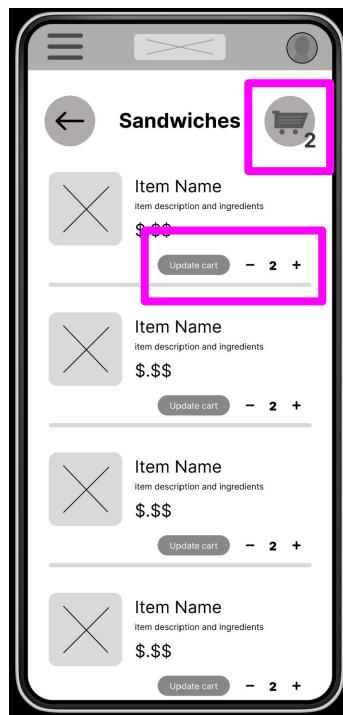 Sandwiches
2
Item Name
item description and ingredients
$.$$
Update cart − 2 +
Item Name
item description and ingredients
$.$$
Update cart − 2 +
Item Name
item description and ingredients
$.$$
Update cart − 2 +
Item Name
item description and ingredients
$.$$
Update cart − 2 +